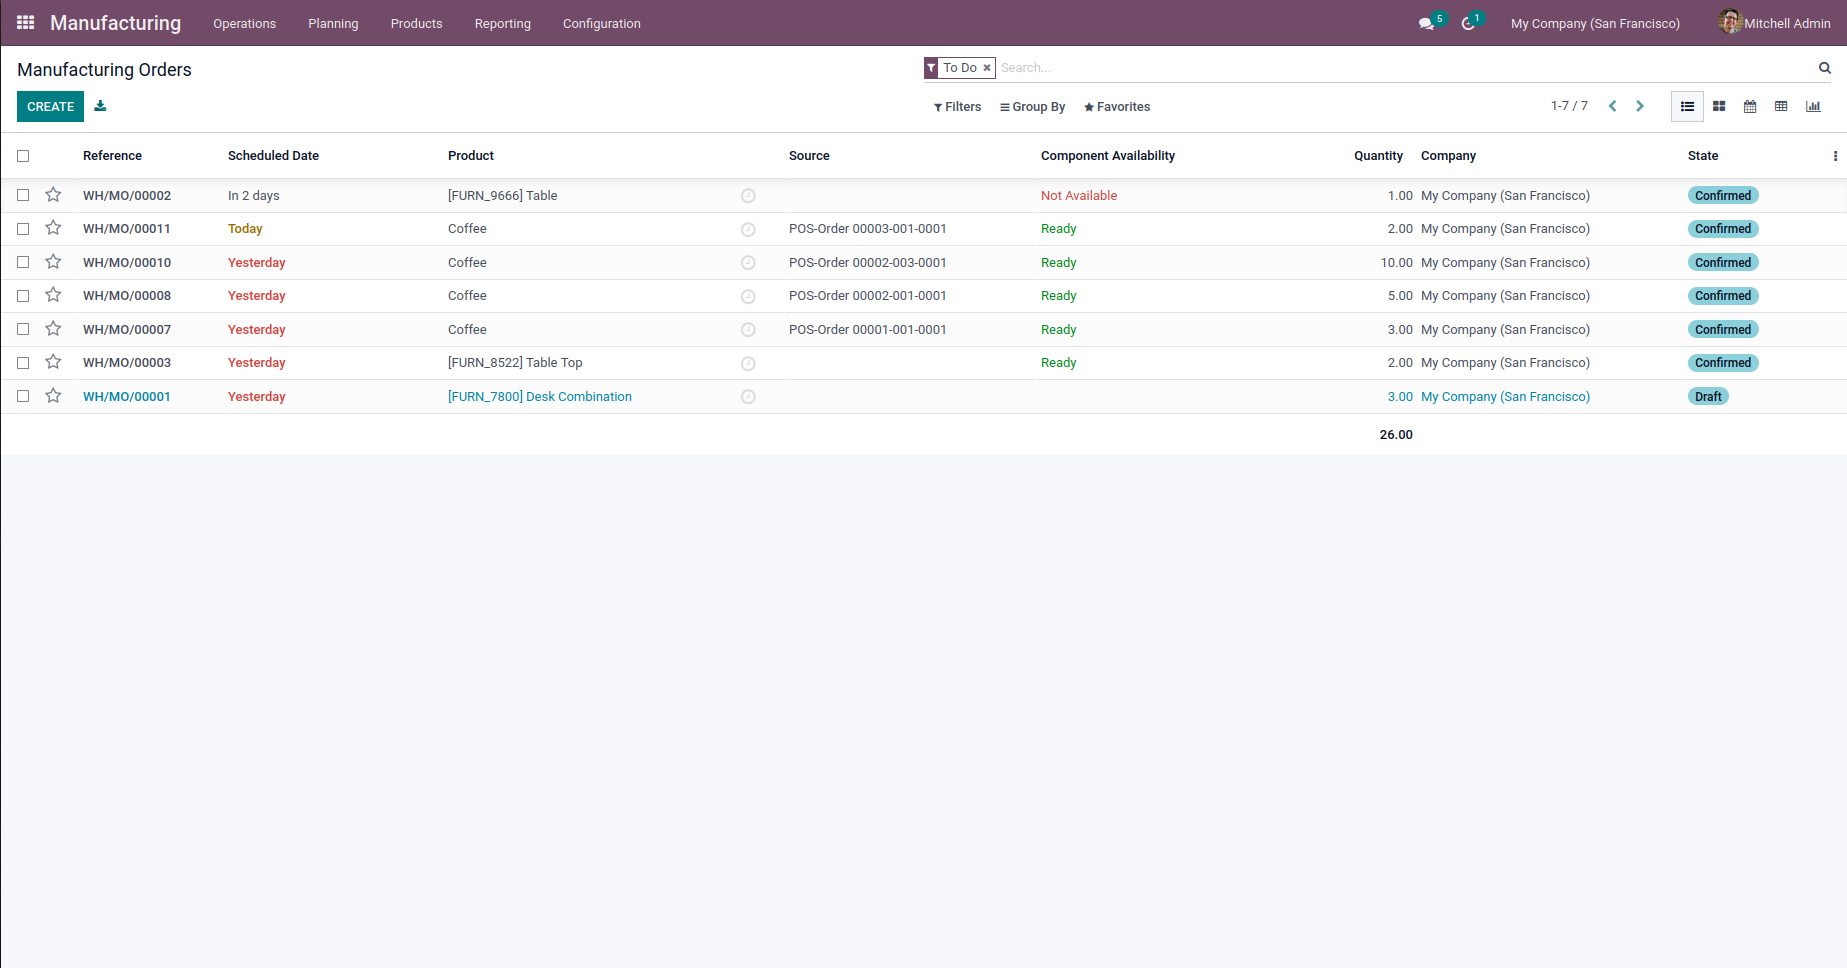 Manufacturing Operations Planning Products Reporting Configuration 5 1 My Company (San Francisco) Mitchell Admin
Manufacturing Orders
To Do Search...
CREATE
Filters Group By Favorites 1-7 / 7
Reference Scheduled Date Product Source Component Availability Quantity Company State
WH/MO/00002 In 2 days [FURN_9666] Table Not Available 1.00 My Company (San Francisco) Confirmed
WH/MO/00011 Today Coffee POS-Order 00003-001-0001 Ready 2.00 My Company (San Francisco) Confirmed
WH/MO/00010 Yesterday Coffee POS-Order 00002-003-0001 Ready 10.00 My Company (San Francisco) Confirmed
WH/MO/00008 Yesterday Coffee POS-Order 00002-001-0001 Ready 5.00 My Company (San Francisco) Confirmed
WH/MO/00007 Yesterday Coffee POS-Order 00001-001-0001 Ready 3.00 My Company (San Francisco) Confirmed
WH/MO/00003 Yesterday [FURN_8522] Table Top Ready 2.00 My Company (San Francisco) Confirmed
WH/MO/00001 Yesterday [FURN_7800] Desk Combination 3.00 My Company (San Francisco) Draft
26.00